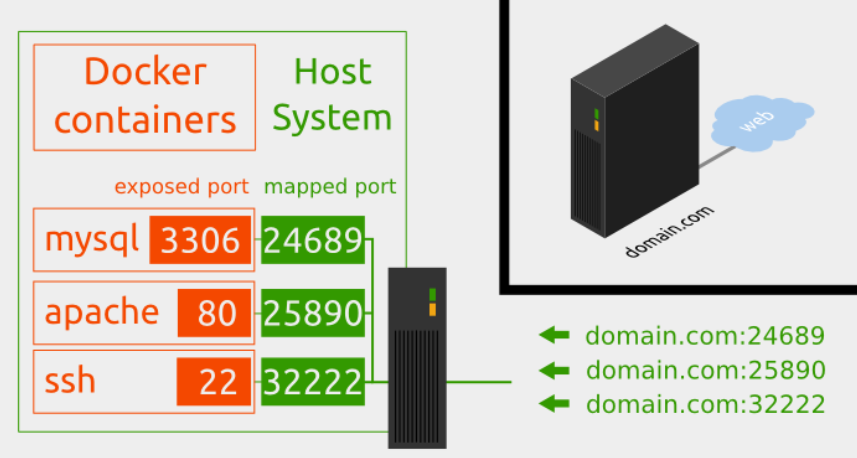 Docker
containers
Host
System
exposed port mapped port
mysql 3306 24689
apache 80 25890
ssh 22 32222
web
domain.com
domain.com:24689
domain.com:25890
domain.com:32222